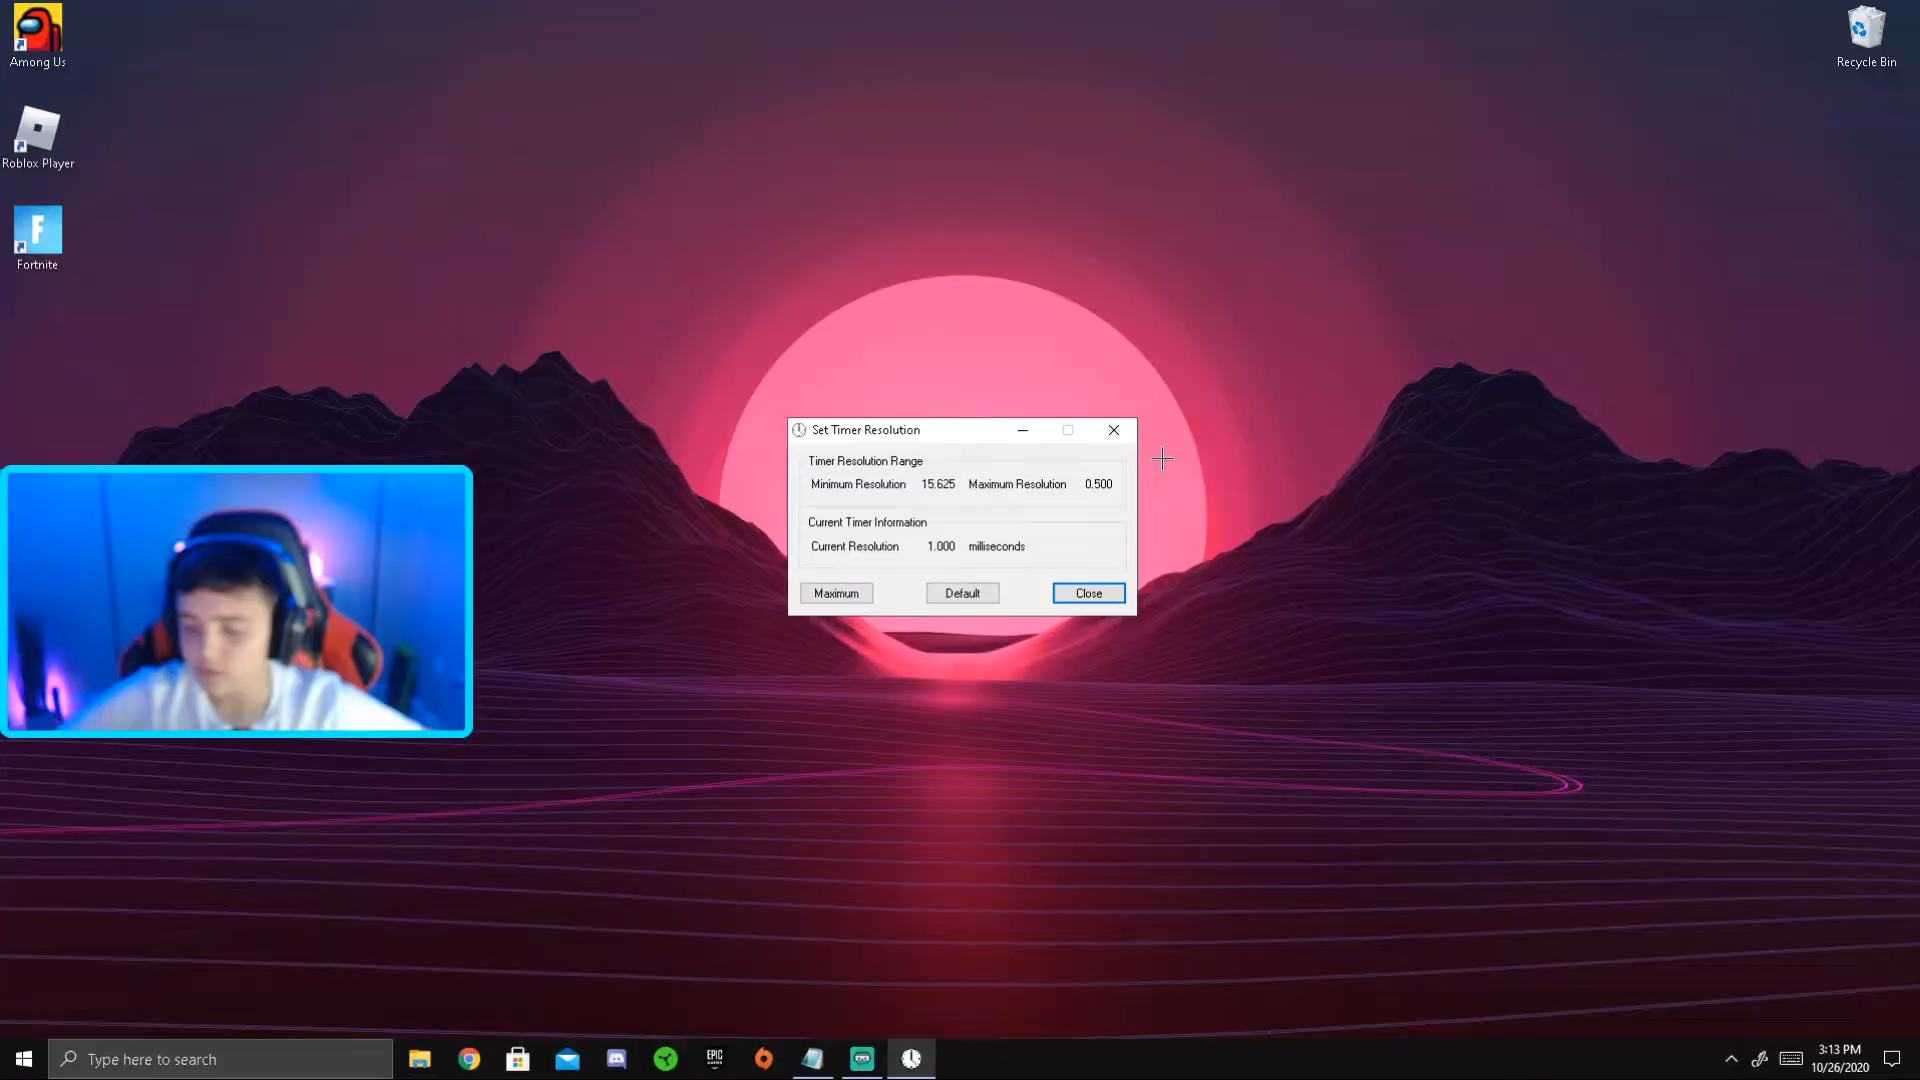 Among Us
Recycle Bin
Roblox Player
F
Fortnite
Set Timer Resolution
Timer Resolution Range
Minimum Resolution 15.625 Maximum Resolution 0.500
Current Timer Information
Current Resolution 1.000 milliseconds
Maximum Default Close
Type here to search
EPIC
3:13 PM
10/26/2020